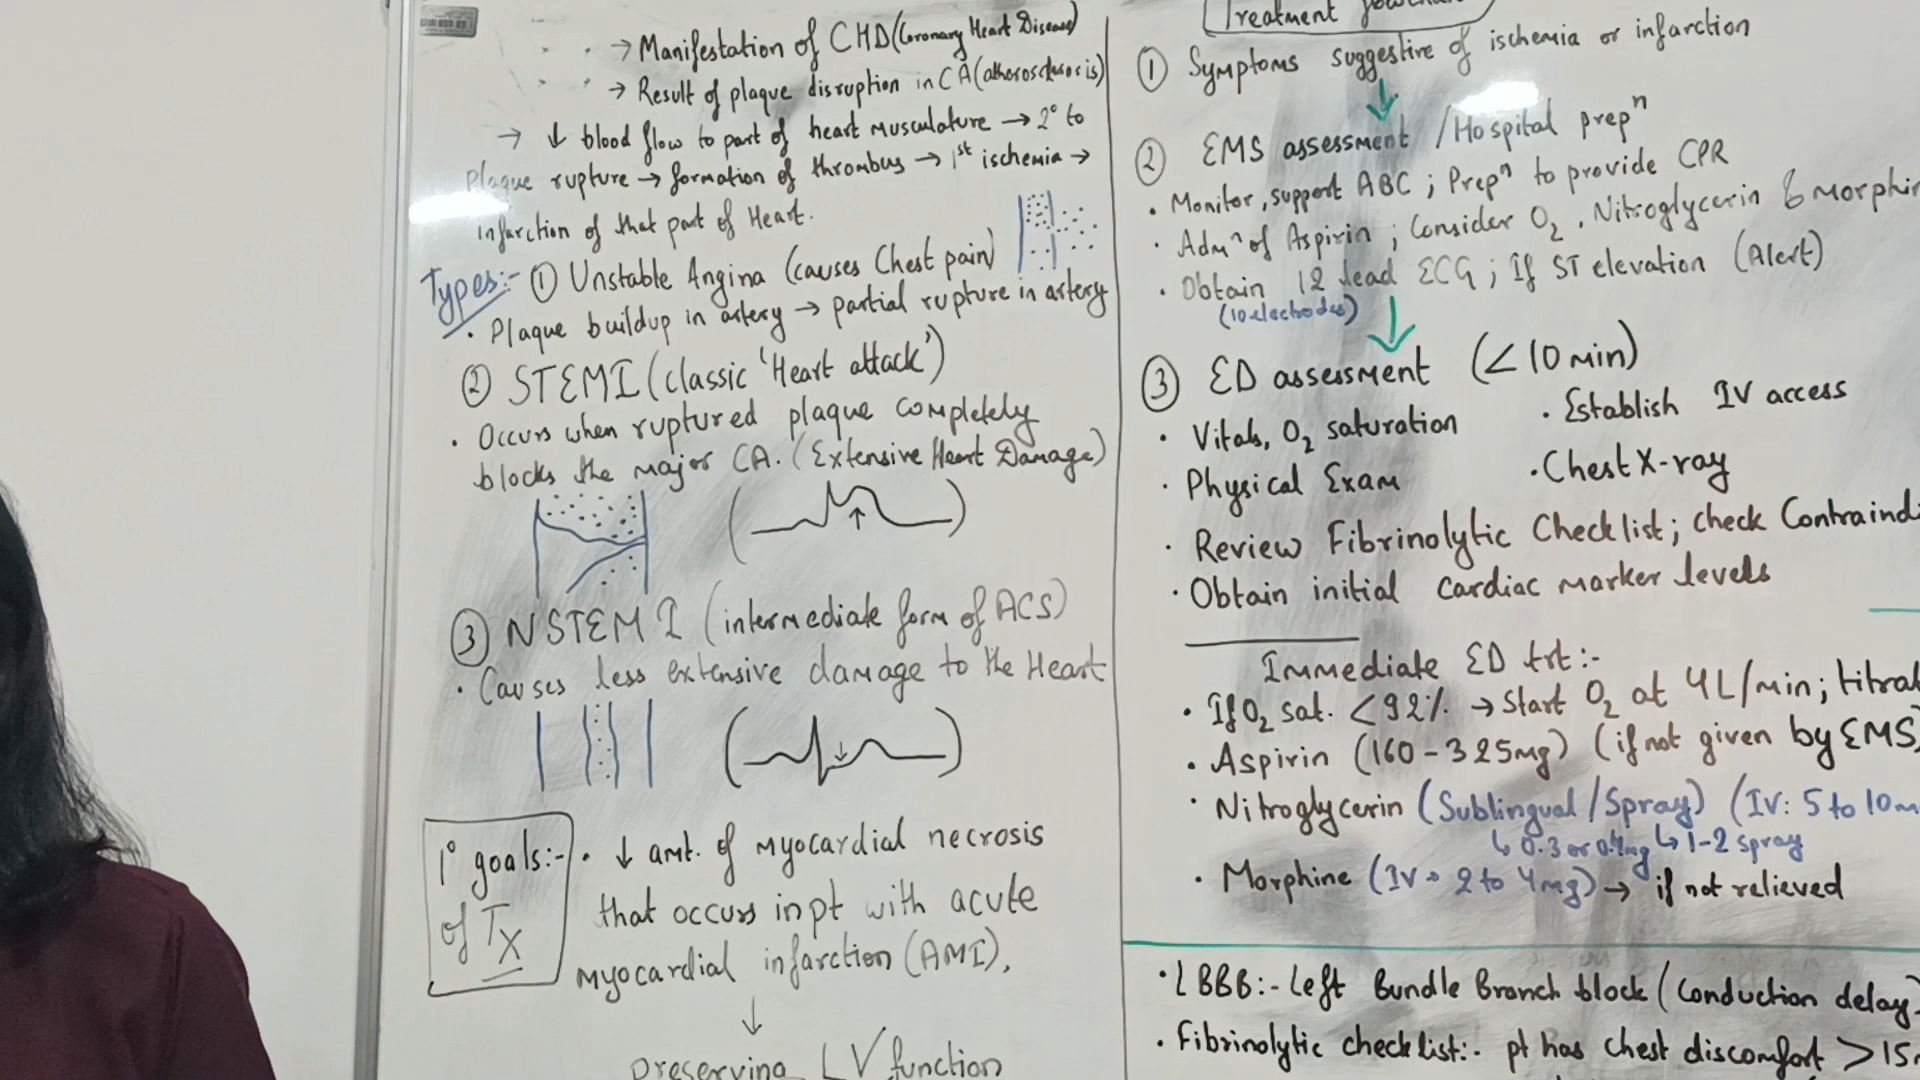 → Manifestation of CHD (Coronary Heart Disease)
→ Result of plaque disruption in CA (atherosclerosis)
→ ↓ blood flow to part of heart musculature → 2° to
plaque rupture → formation of thrombus → 1st ischemia →
infarction of that part of Heart.
Types:- ① Unstable Angina (causes Chest pain)
• Plaque buildup in artery → partial rupture in artery
② STEMI (classic 'Heart attack')
• Occurs when ruptured plaque completely
blocks the major CA. (Extensive Heart Damage)
③ NSTEMI (intermediate form of ACS)
• Causes less extensive damage to the Heart
1° goals:-
of Tx
• ↓ amt. of myocardial necrosis
that occurs in pt with acute
myocardial infarction (AMI).
↓
preserving LV function
Treatment
① Symptoms suggestive of ischemia or infarction
② EMS assessment / Hospital prepn
• Monitor, support ABC ; Prepn to provide CPR
• Admn of Aspirin ; Consider O2, Nitroglycerin &
• Obtain 12 lead ECG ; If ST elevation (Alert)
(10 electrodes)
③ ED assessment (<10 min)
• Vitals, O2 saturation
• Establish IV access
• Physical Exam
• Chest X-ray
• Review Fibrinolytic Checklist ; check
• Obtain initial cardiac marker levels
Immediate ED trt:-
• If O2 sat. <92% → Start O2 at 4L/min;
• Aspirin (160-325mg) (if not given by EMS)
• Nitroglycerin (Sublingual/Spray) (IV: 5 to 10
↳ 0.3 or 0.4mg ↳ 1-2 spray
• Morphine (IV → 2 to 4mg) → if not relieved
• LBBB:- Left Bundle Branch block (Conduction delay)
• Fibrinolytic checklist:- pt has chest discomfort > 15